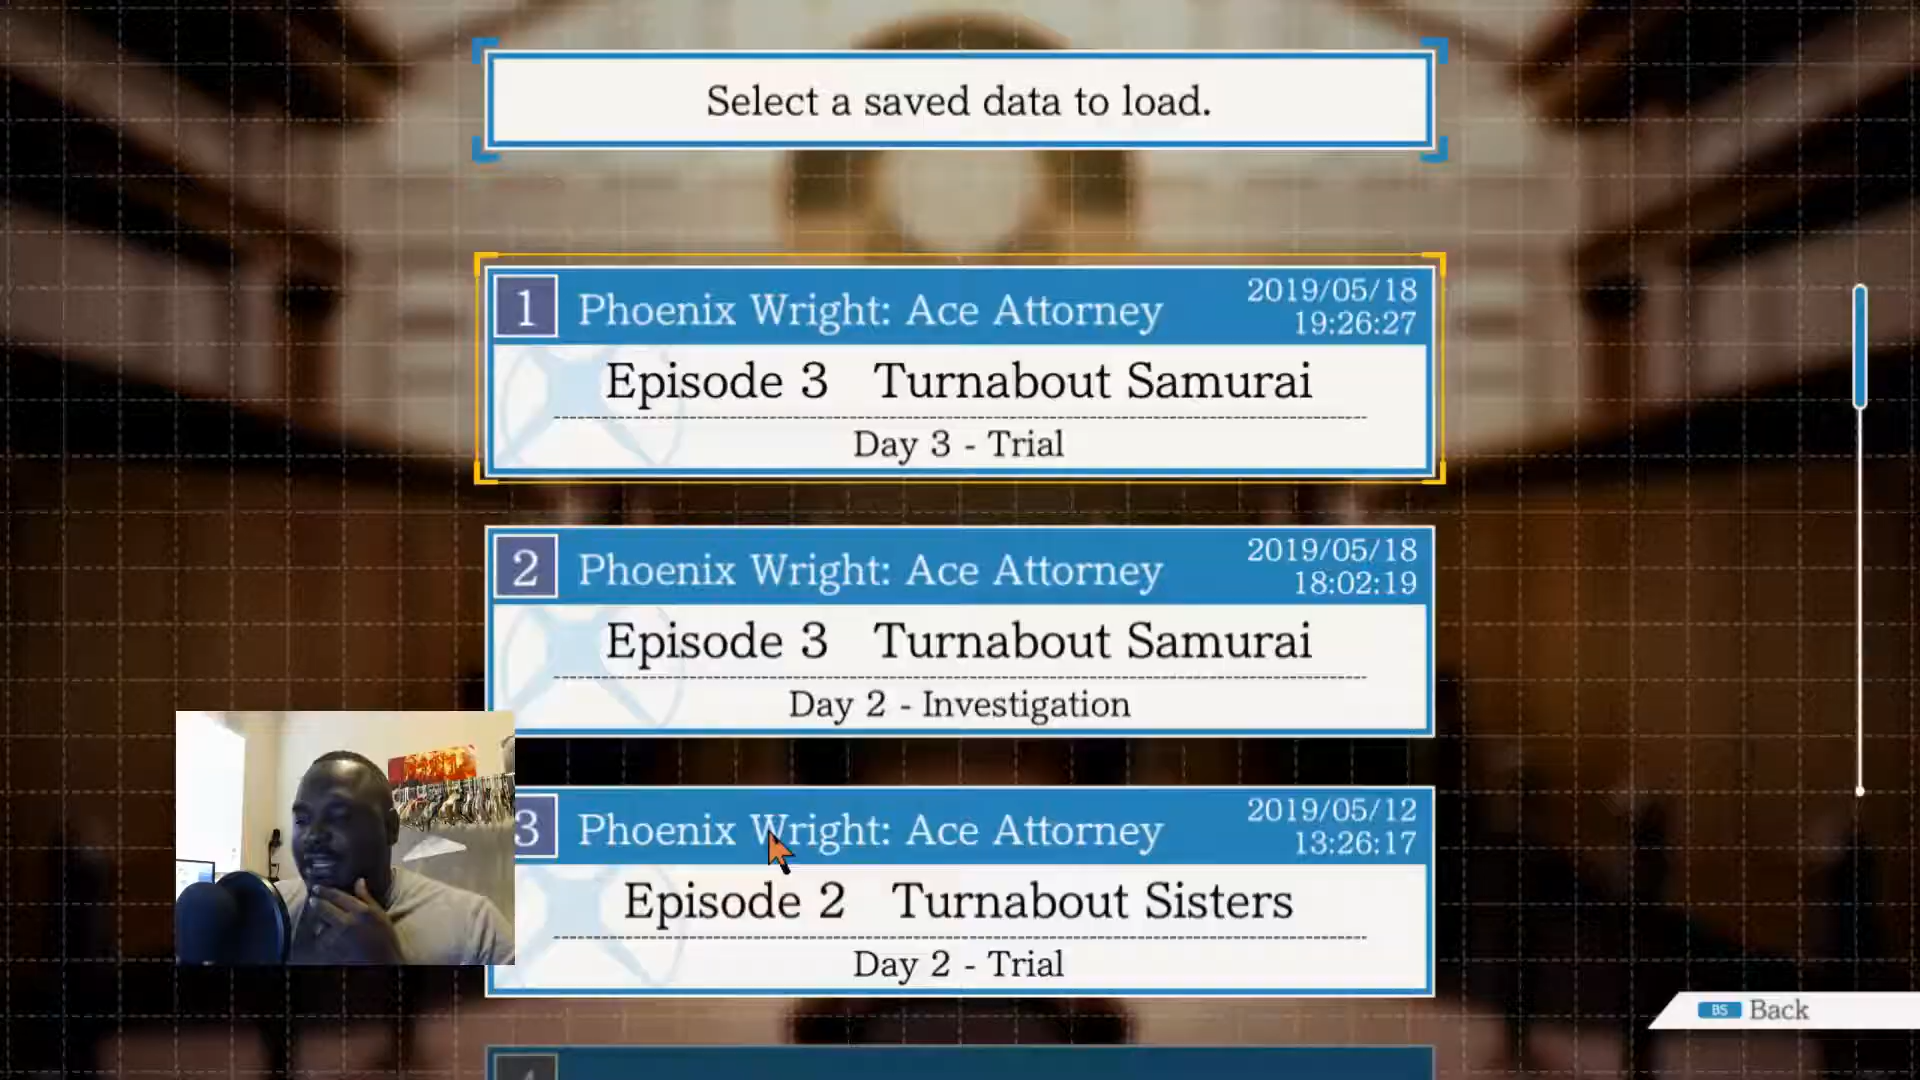 Select a saved data to load.
1 Phoenix Wright: Ace Attorney 2019/05/18
19:26:27
Episode 3 Turnabout Samurai
Day 3 - Trial
2 Phoenix Wright: Ace Attorney 2019/05/18
18:02:19
Episode 3 Turnabout Samurai
Day 2 - Investigation
3 Phoenix Wright: Ace Attorney 2019/05/12
13:26:17
Episode 2 Turnabout Sisters
Day 2 - Trial
BS Back
4